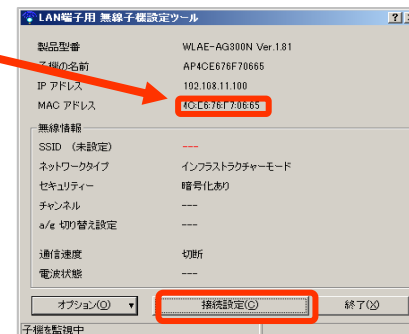 LAN端子用 無線子機設定ツール
製品型番 WLAE-AG300N Ver.1.81
子機の名前 AP4CE676F70665
IP アドレス 192.168.11.100
MAC アドレス 4C:E6:76:F7:06:65
無線情報
SSID (未設定) ---
ネットワークタイプ インフラストラクチャーモード
セキュリティー 暗号化あり
チャンネル ---
a/g 切り替え設定 ---
通信速度 切断
電波状態 ---
オプション(O) ▼ 接続設定(C) 終了(X)
子機を監視中